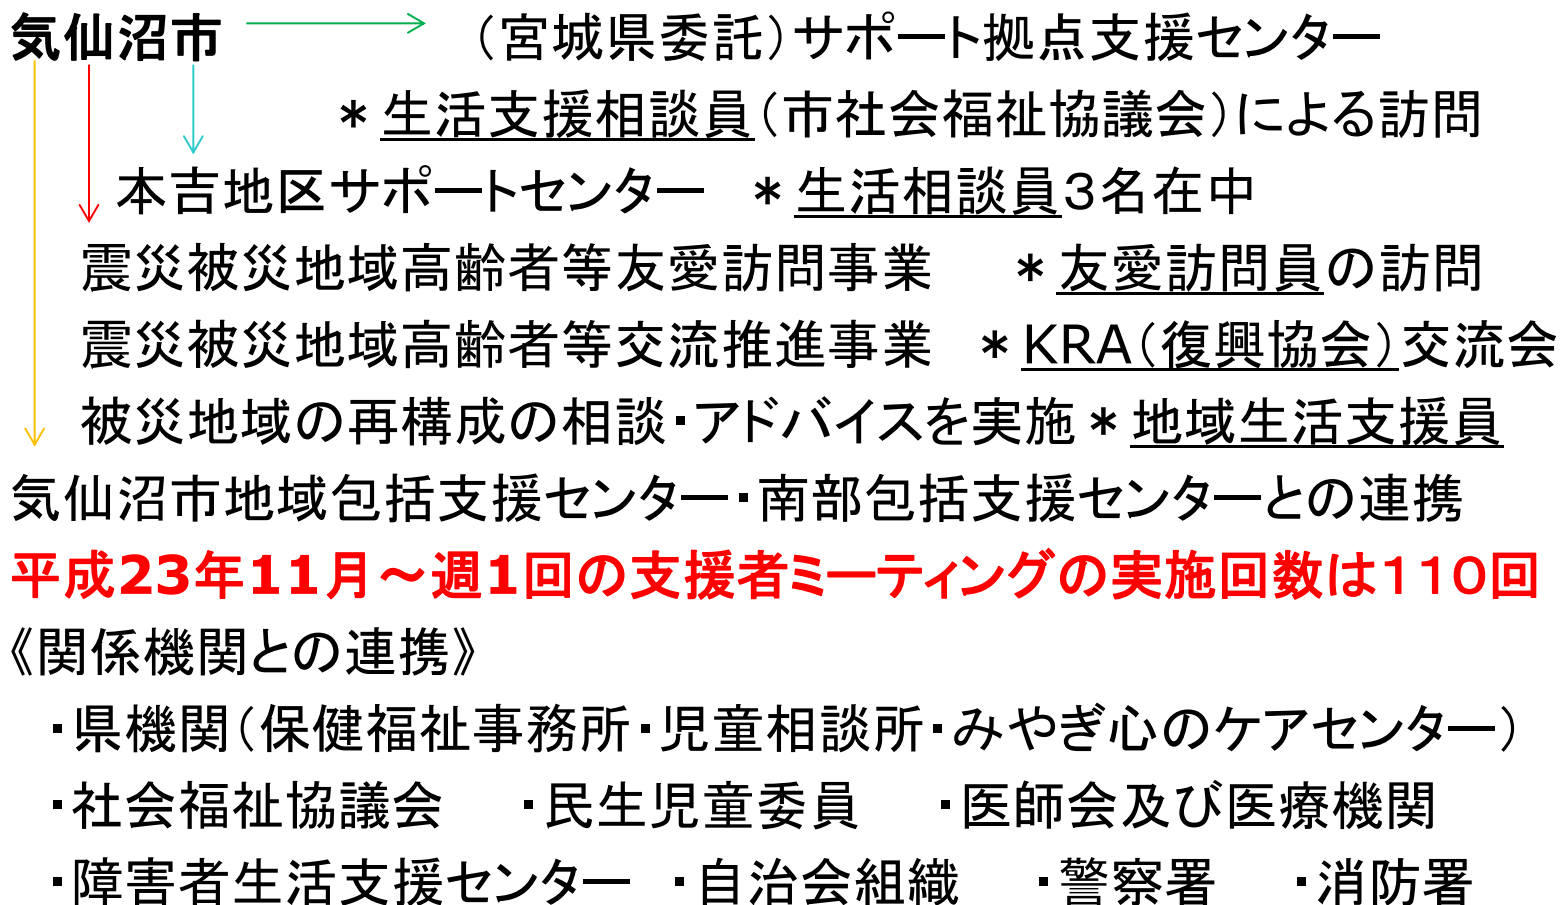 気仙沼市 （宮城県委託）サポート拠点支援センター
＊生活支援相談員（市社会福祉協議会）による訪問
本吉地区サポートセンター ＊生活相談員３名在中
震災被災地域高齢者等友愛訪問事業 ＊友愛訪問員の訪問
震災被災地域高齢者等交流推進事業 ＊KRA（復興協会）交流会
被災地域の再構成の相談・アドバイスを実施＊地域生活支援員
気仙沼市地域包括支援センター・南部包括支援センターとの連携
平成23年11月～週1回の支援者ミーティングの実施回数は１１０回
《関係機関との連携》
・県機関（保健福祉事務所・児童相談所・みやぎ心のケアセンター）
・社会福祉協議会 ・民生児童委員 ・医師会及び医療機関
・障害者生活支援センター ・自治会組織 ・警察署 ・消防署